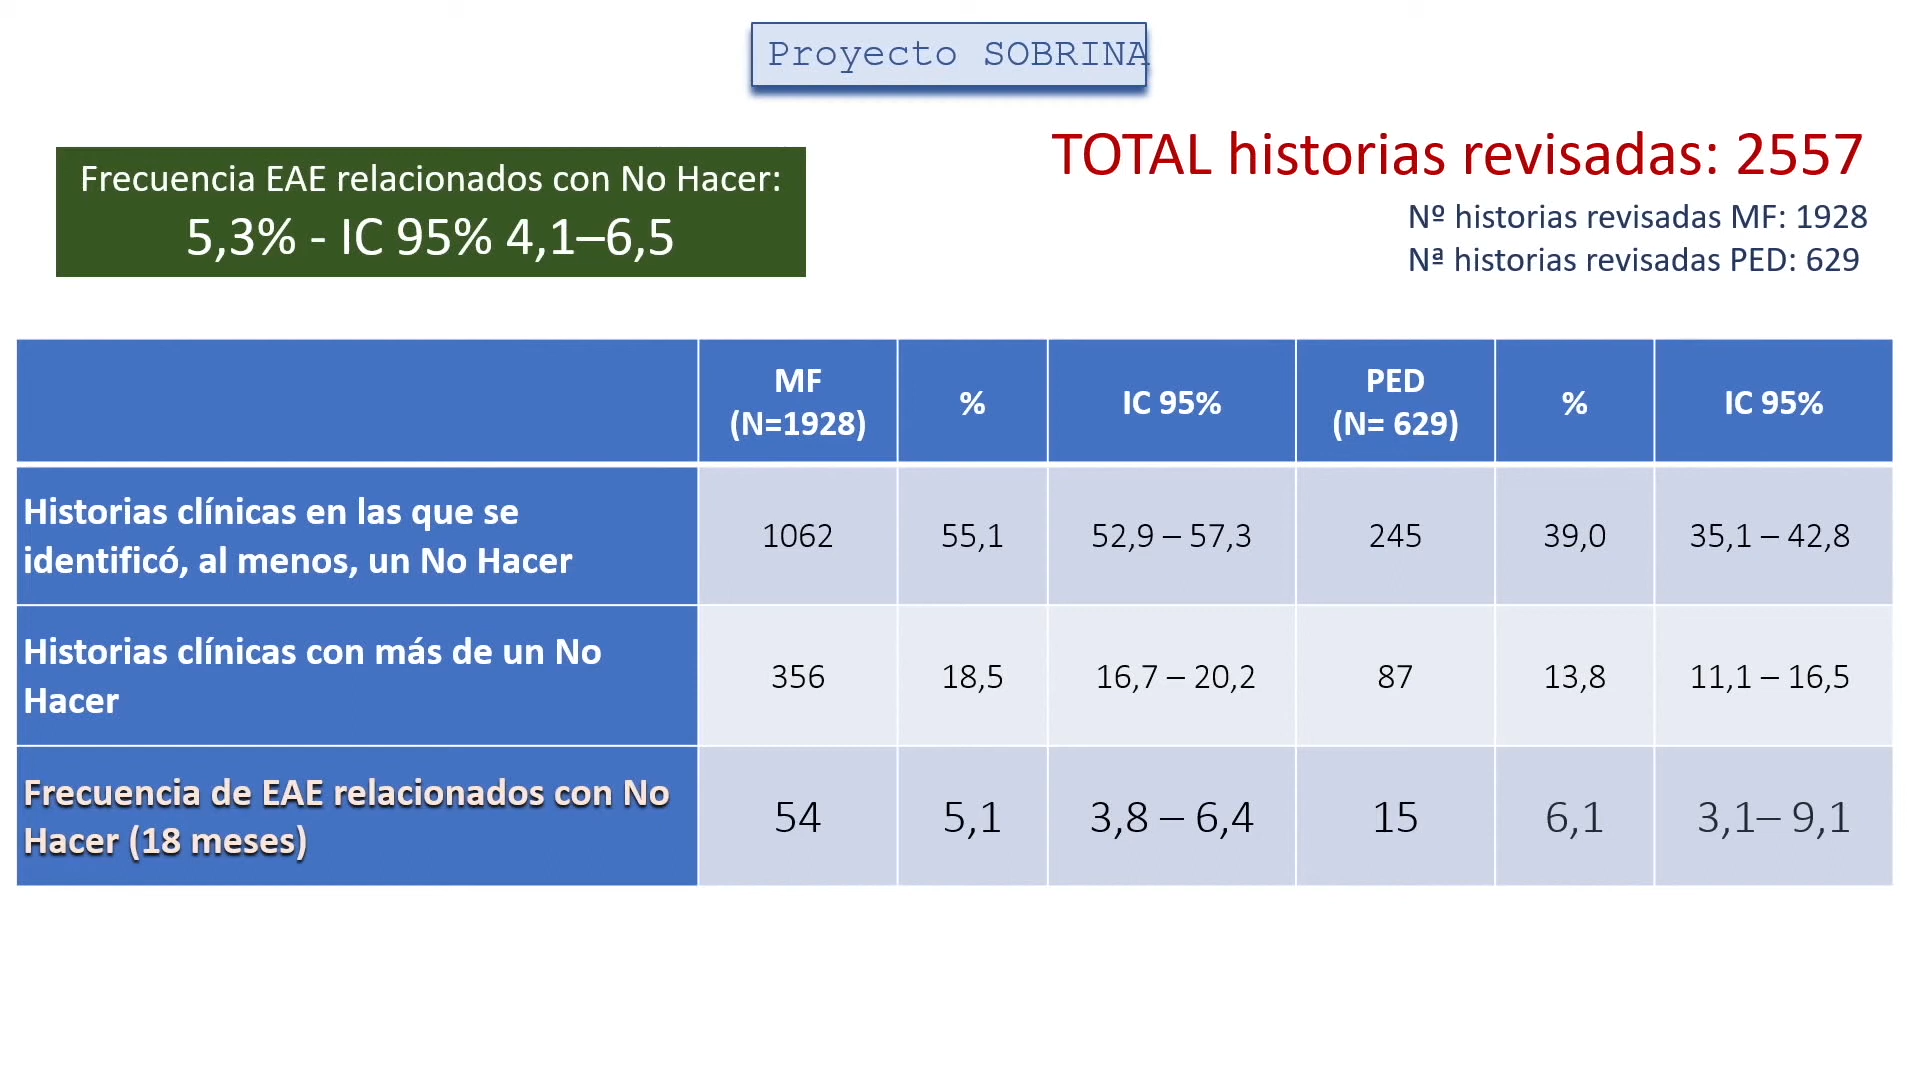 Proyecto SOBRINA
Frecuencia EAE relacionados con No Hacer:
5,3% - IC 95% 4,1–6,5
TOTAL historias revisadas: 2557
Nº historias revisadas MF: 1928
Nª historias revisadas PED: 629
MF
(N=1928)
%
IC 95%
PED
(N= 629)
%
IC 95%
Historias clínicas en las que se
identificó, al menos, un No Hacer
1062
55,1
52,9 – 57,3
245
39,0
35,1 – 42,8
Historias clínicas con más de un No
Hacer
356
18,5
16,7 – 20,2
87
13,8
11,1 – 16,5
Frecuencia de EAE relacionados con No
Hacer (18 meses)
54
5,1
3,8 – 6,4
15
6,1
3,1– 9,1